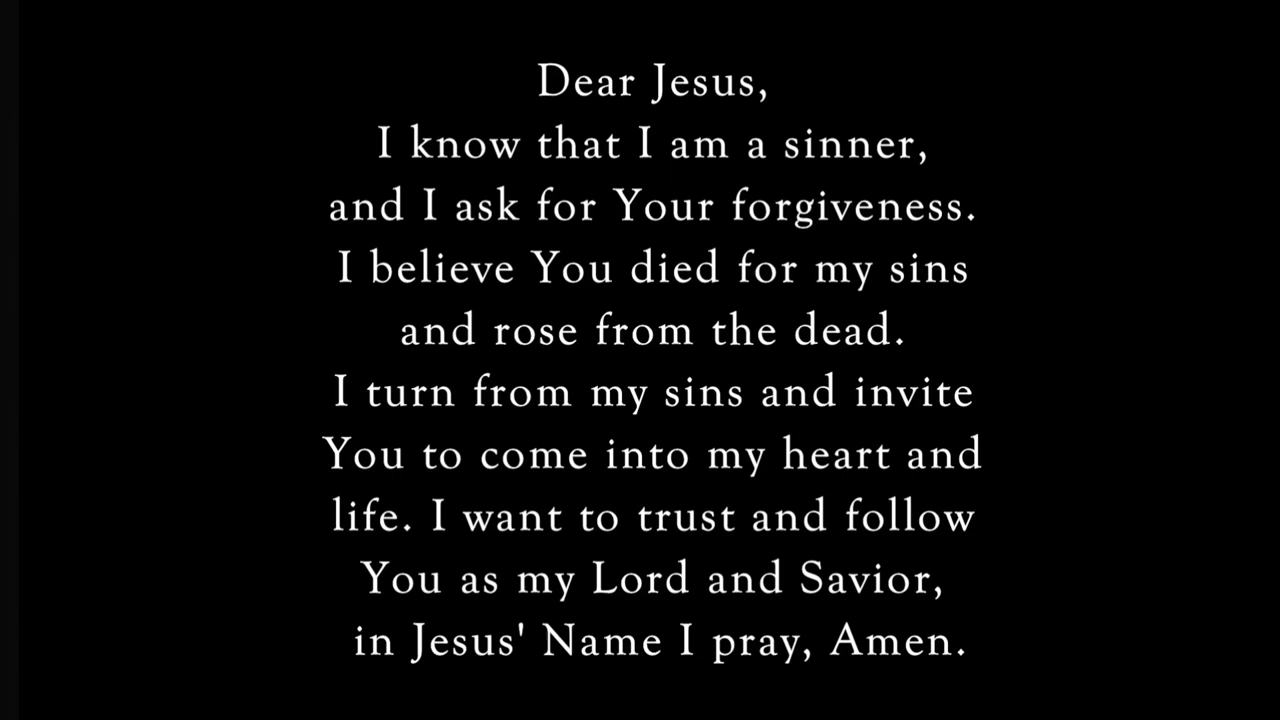 Dear Jesus,
I know that I am a sinner,
and I ask for Your forgiveness.
I believe You died for my sins
and rose from the dead.
I turn from my sins and invite
You to come into my heart and
life. I want to trust and follow
You as my Lord and Savior,
in Jesus' Name I pray, Amen.